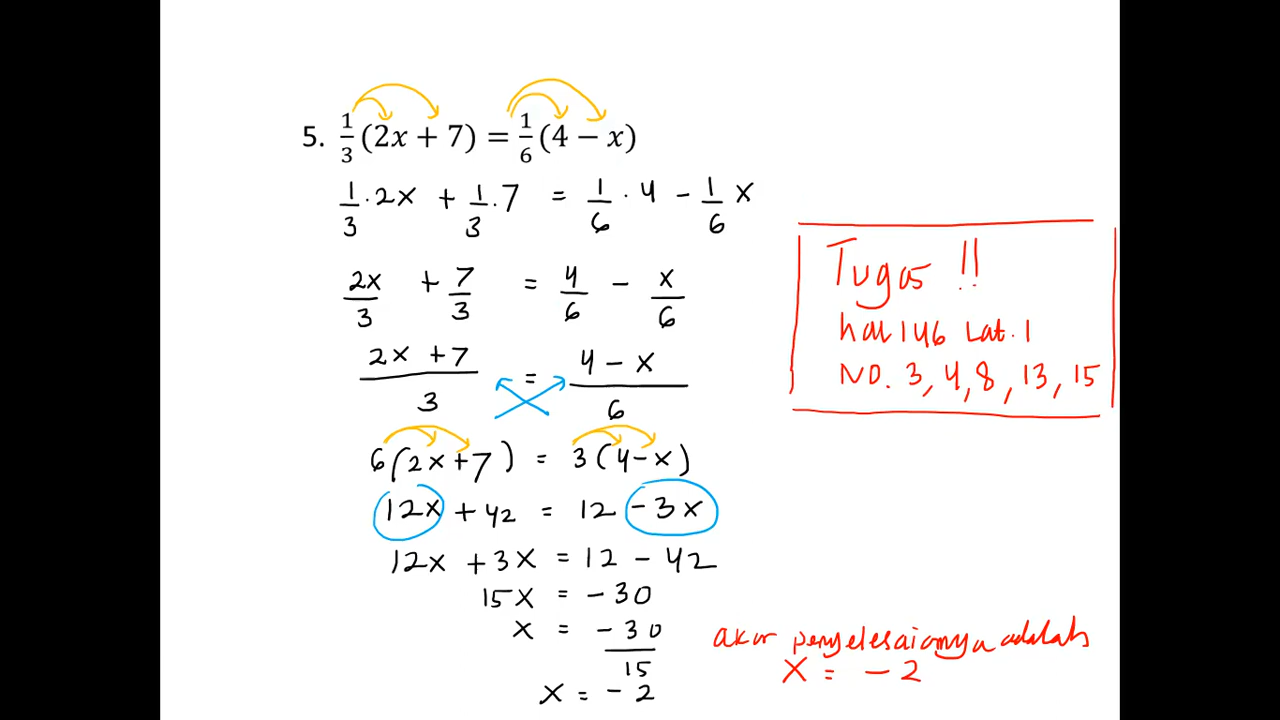 5. 1/3(2x + 7) = 1/6(4 − x)
1/3 · 2x + 1/3 · 7 = 1/6 · 4 − 1/6 x
2x/3 + 7/3 = 4/6 − x/6
2x + 7/3 = 4 − x/6
6(2x+7) = 3(4−x)
12x + 42 = 12 − 3x
12x + 3x = 12 − 42
15x = −30
x = −30/15
x = −2
Tugas !!
hal 146 Lat. 1
NO. 3, 4, 8, 13, 15
akar penyelesaiannya adalah
x = −2